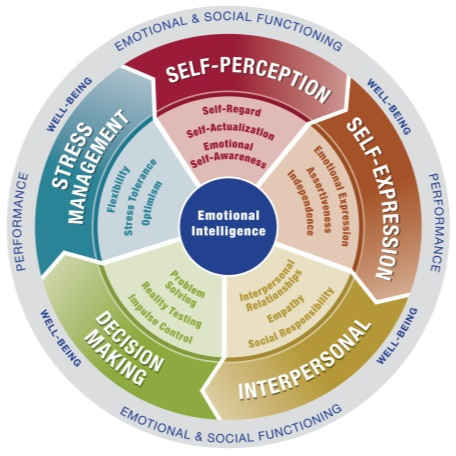 EMOTIONAL & SOCIAL FUNCTIONING
WELL-BEING
WELL-BEING
SELF-PERCEPTION
Self-Regard
Self-Actualization
Emotional
Self-Awareness
SELF-EXPRESSION
Emotional Expression
Assertiveness
Independence
PERFORMANCE
STRESS
MANAGEMENT
Flexibility
Stress Tolerance
Optimism
PERFORMANCE
Emotional
Intelligence
Interpersonal
Relationships
Empathy
Social Responsibility
INTERPERSONAL
Problem
Solving
Reality Testing
Impulse Control
DECISION
MAKING
WELL-BEING
WELL-BEING
EMOTIONAL & SOCIAL FUNCTIONING